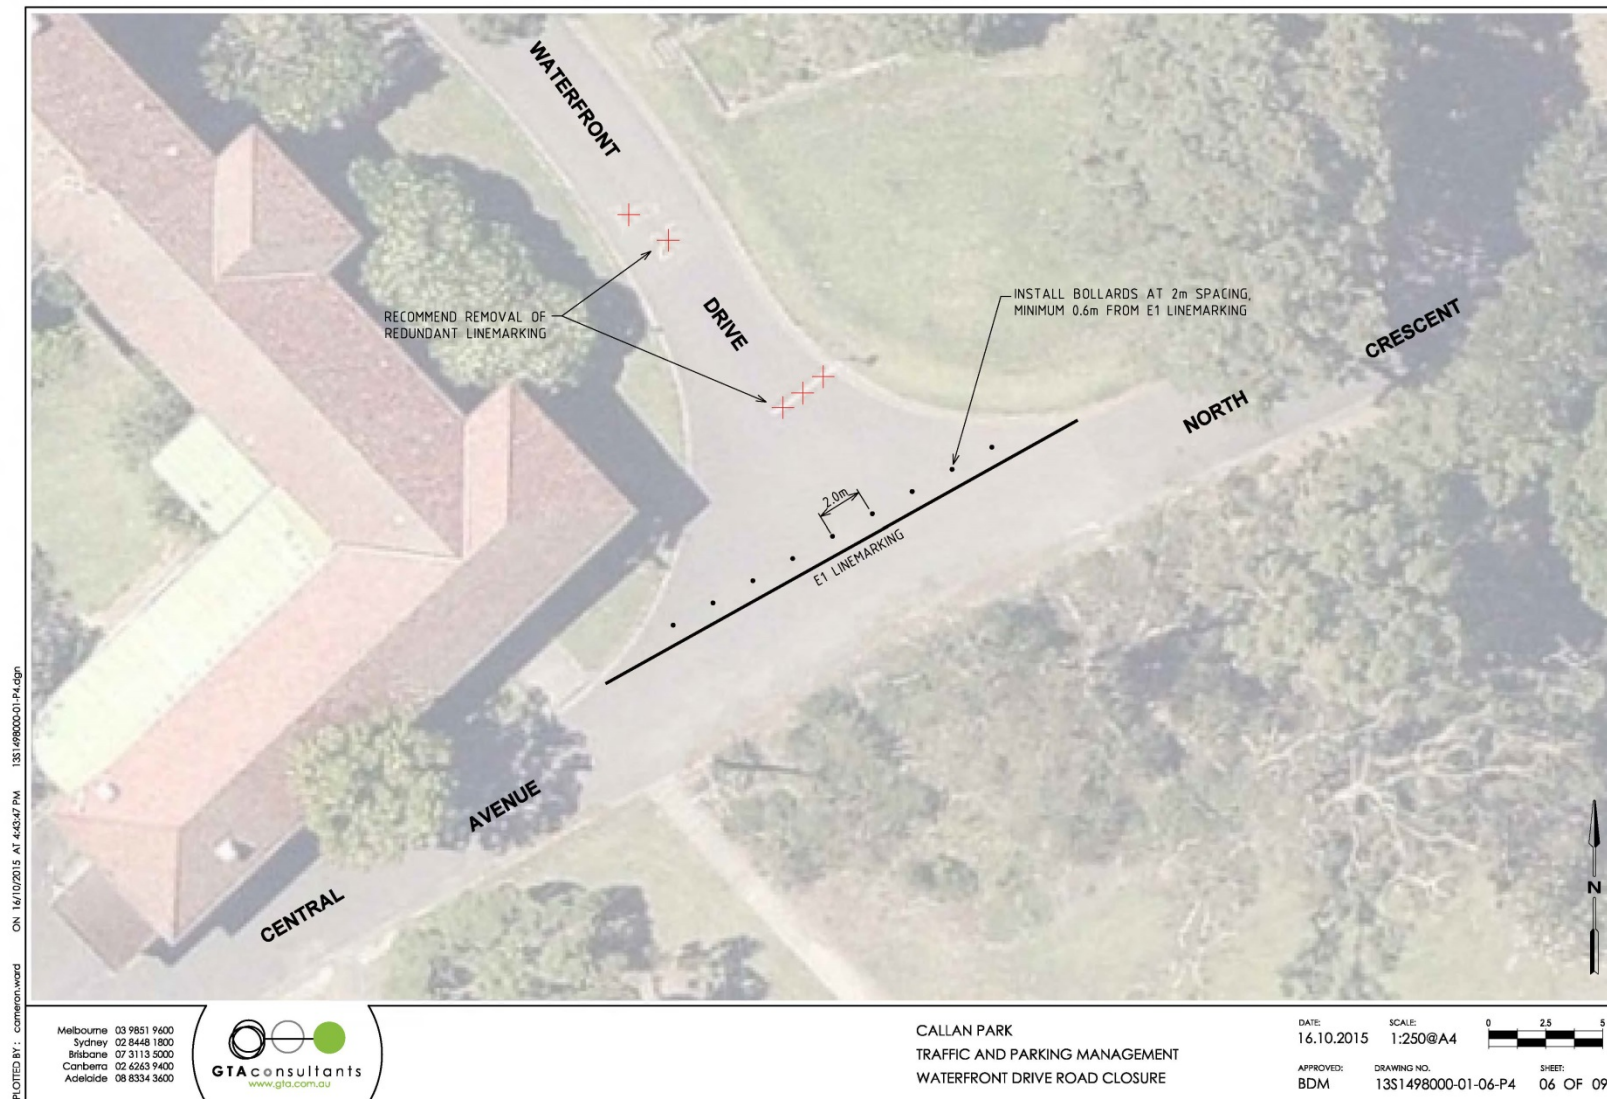 WATERFRONT
DRIVE
RECOMMEND REMOVAL OF
REDUNDANT LINEMARKING
INSTALL BOLLARDS AT 2m SPACING,
MINIMUM 0.6m FROM E1 LINEMARKING
NORTH
CRESCENT
2.0m
E1 LINEMARKING
CENTRAL
AVENUE
N
PLOTTED BY : cameron.ward ON 16/10/2015 AT 4:43:47 PM 13S1498000-01-P4.dgn
Melbourne 03 9851 9600
Sydney 02 8448 1800
Brisbane 07 3113 5000
Canberra 02 6263 9400
Adelaide 08 8334 3600
GTAconsultants
www.gta.com.au
CALLAN PARK
TRAFFIC AND PARKING MANAGEMENT
WATERFRONT DRIVE ROAD CLOSURE
DATE:
16.10.2015
SCALE:
1:250@A4
0 2.5 5
APPROVED:
BDM
DRAWING NO.
13S1498000-01-06-P4
SHEET:
06 OF 09